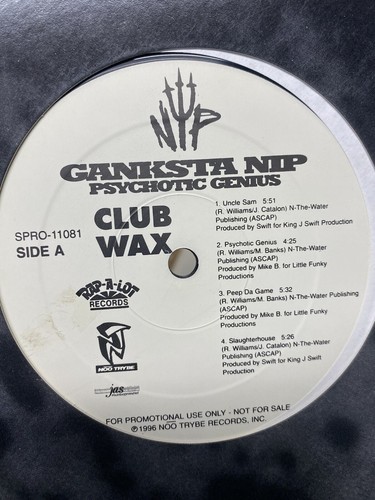 NIP
GANKSTA NIP
PSYCHOTIC GENIUS
SPRO-11081
SIDE A
CLUB
WAX
1. Uncle Sam 5:51
(R. Williams/J. Catalon) N-The-Water
Publishing (ASCAP)
Produced by Swift for King J Swift Production
2. Psychotic Genius 4:25
(R. Williams/M. Banks) N-The-Water
Publishing (ASCAP)
Produced by Mike B. for Little Funky
Productions
3. Peep Da Game 5:32
(R. Williams/M. Banks) N-The-Water Publishing
(ASCAP)
Produced by Mike B. for Little Funky
Productions
4. Slaughterhouse 5:26
(R. Williams/J. Catalon) N-The-Water
Publishing (ASCAP)
Produced by Swift for King J Swift
Production
RAP-A-LOT
RECORDS
NOO TRYBE
jas
FOR PROMOTIONAL USE ONLY - NOT FOR SALE
©1996 NOO TRYBE RECORDS, INC.